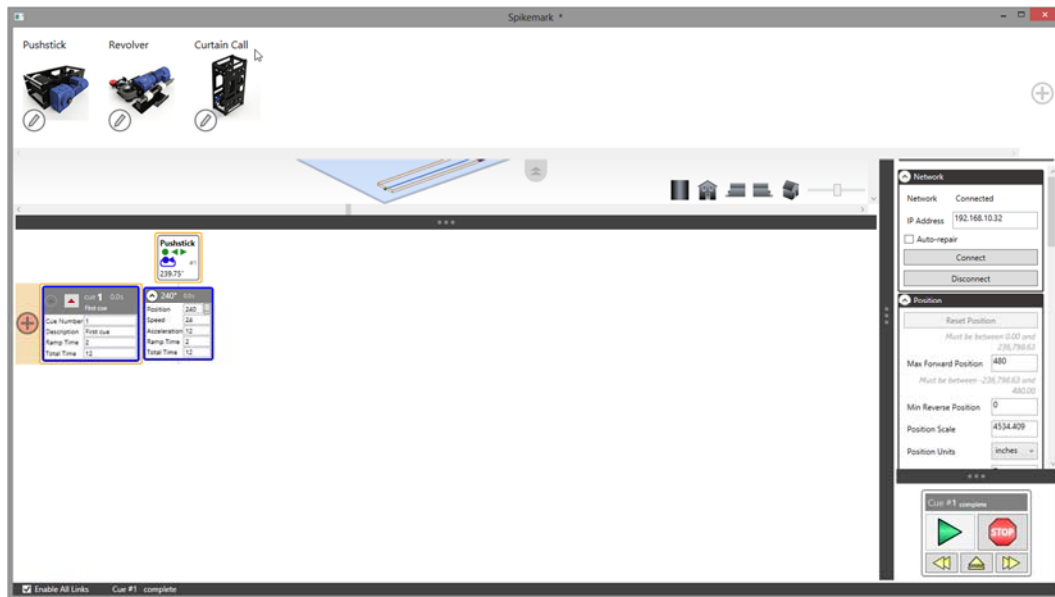 Spikemark *
Pushstick Revolver Curtain Call
Network
Network Connected
IP Address 192.168.10.32
Auto-repair
Connect
Disconnect
Position
Reset Position
Must be between 0.00 and
236,798.63
Max Forward Position 480
Must be between -236,798.63 and
480.00
Min Reverse Position 0
Position Scale 4534.409
Position Units inches
Pushstick
#1
239.75"
cue 1 0.0s
First cue
Cue Number 1
Description First cue
Ramp Time 2
Total Time 12
240" 0.0s
Position 240
Speed 24
Acceleration 12
Ramp Time 2
Total Time 12
Cue #1 complete
STOP
Enable All Links Cue #1 complete